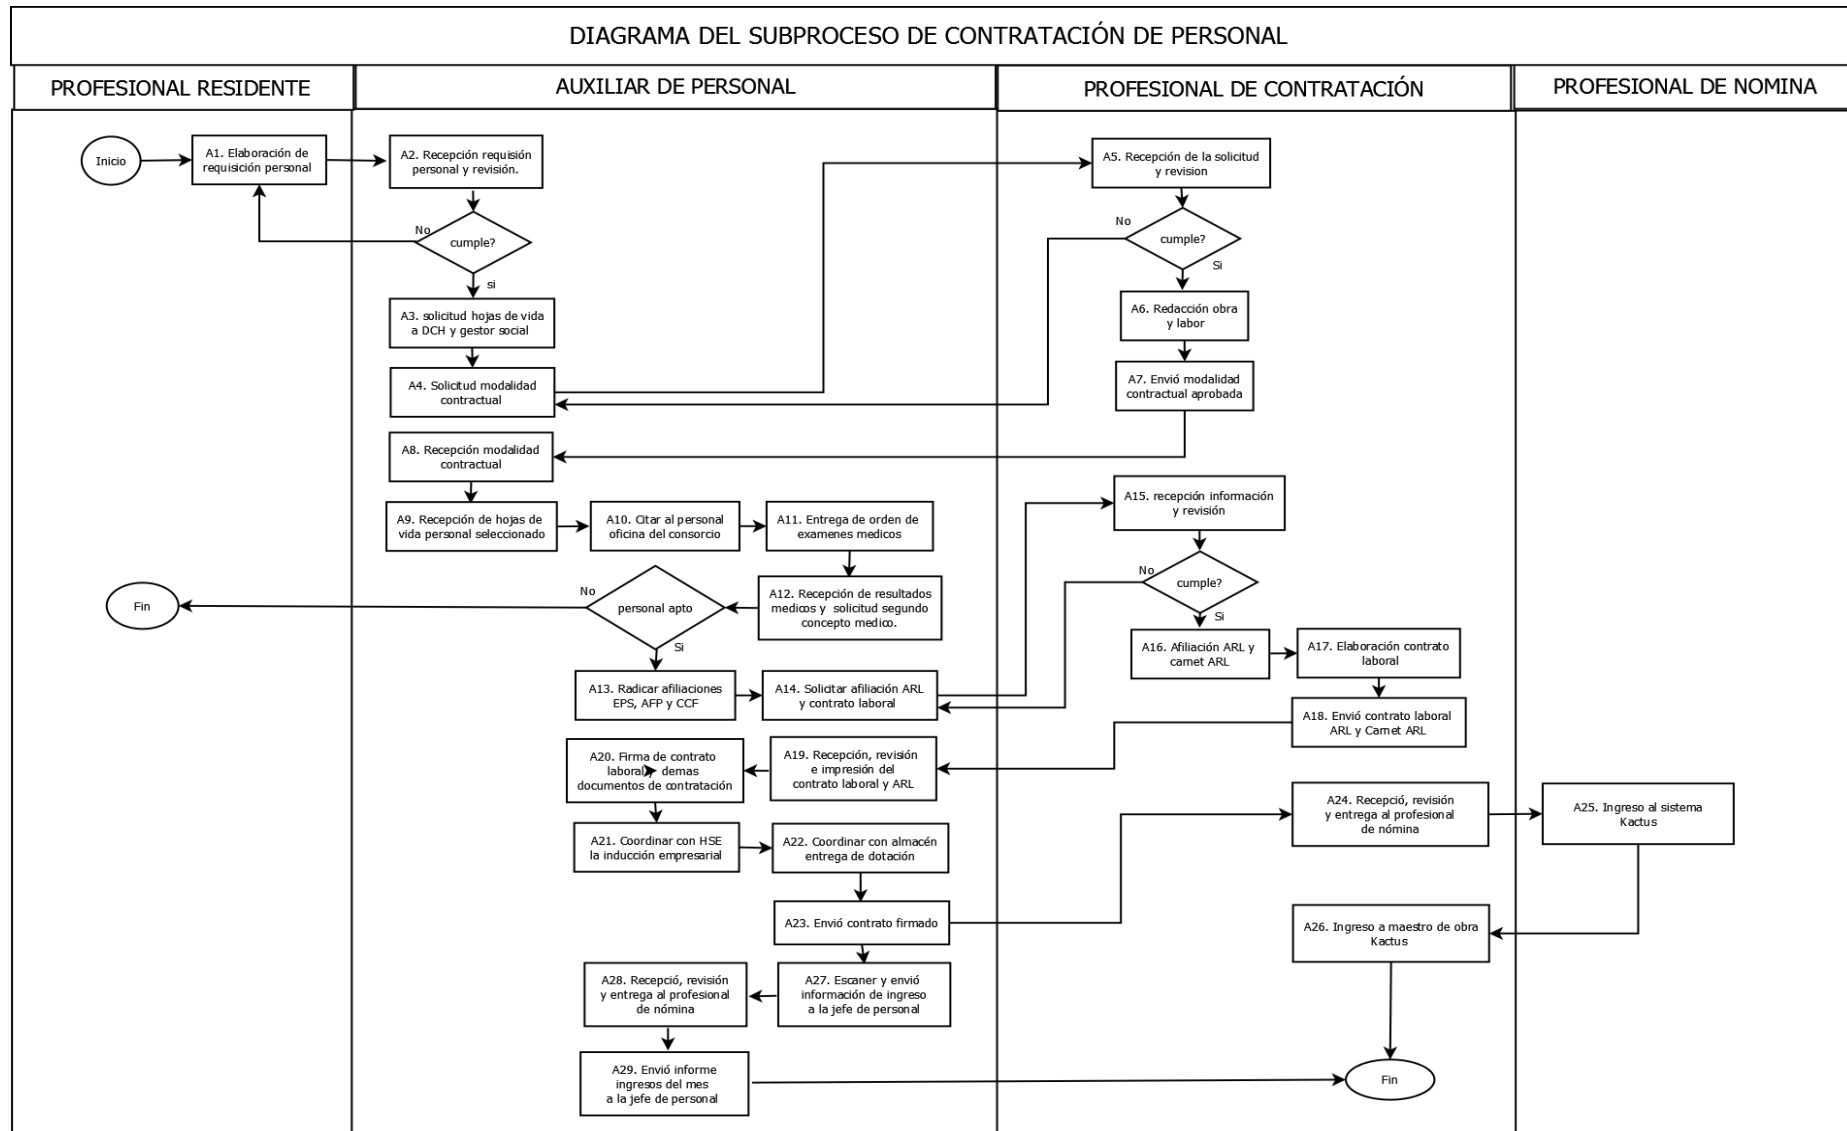 DIAGRAMA DEL SUBPROCESO DE CONTRATACIÓN DE PERSONAL
PROFESIONAL RESIDENTE
AUXILIAR DE PERSONAL
PROFESIONAL DE CONTRATACIÓN
PROFESIONAL DE NOMINA
Inicio
A1. Elaboración de
requisición personal
A2. Recepción requisión
personal y revisión.
cumple?
No
si
A3. solicitud hojas de vida
a DCH y gestor social
A4. Solicitud modalidad
contractual
A5. Recepción de la solicitud
y revision
cumple?
No
Si
A6. Redacción obra
y labor
A7. Envió modalidad
contractual aprobada
A8. Recepción modalidad
contractual
A9. Recepción de hojas de
vida personal seleccionado
A10. Citar al personal
oficina del consorcio
A11. Entrega de orden de
examenes medicos
A12. Recepción de resultados
medicos y solicitud segundo
concepto medico.
personal apto
No
Si
Fin
A13. Radicar afiliaciones
EPS, AFP y CCF
A14. Solicitar afiliación ARL
y contrato laboral
A15. recepción información
y revisión
cumple?
No
Si
A16. Afiliación ARL y
carnet ARL
A17. Elaboración contrato
laboral
A18. Envió contrato laboral
ARL y Carnet ARL
A19. Recepción, revisión
e impresión del
contrato laboral y ARL
A20. Firma de contrato
laboral y demas
documentos de contratación
A21. Coordinar con HSE
la inducción empresarial
A22. Coordinar con almacén
entrega de dotación
A23. Envió contrato firmado
A24. Recepció, revisión
y entrega al profesional
de nómina
A25. Ingreso al sistema
Kactus
A26. Ingreso a maestro de obra
Kactus
A27. Escaner y envió
información de ingreso
a la jefe de personal
A28. Recepció, revisión
y entrega al profesional
de nómina
A29. Envió informe
ingresos del mes
a la jefe de personal
Fin